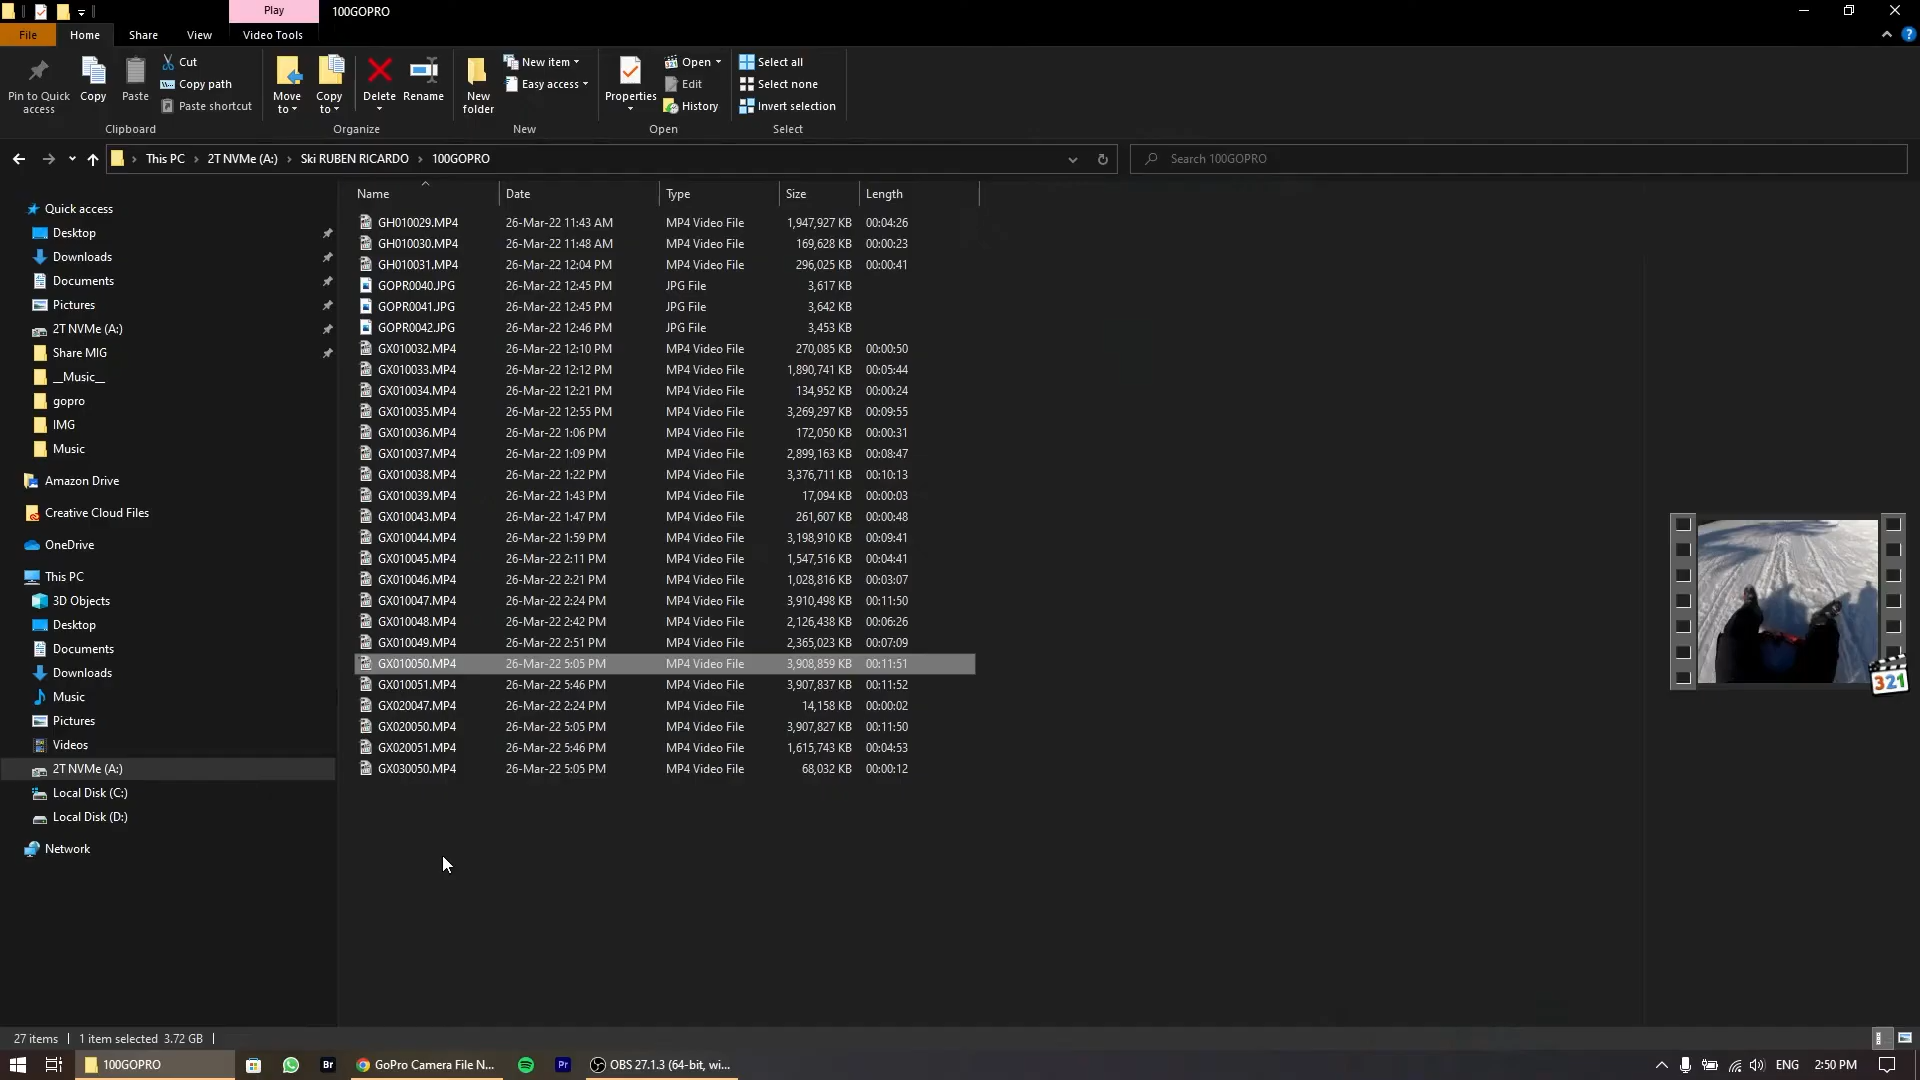 Play
100GOPRO
File
Home
Share
View
Video Tools
Pin to Quick access
Copy
Paste
Cut
Copy path
Paste shortcut
Clipboard
Move to
Copy to
Delete
Rename
Organize
New folder
New item
Easy access
New
Properties
Open
Edit
History
Open
Select all
Select none
Invert selection
Select
This PC > 2T NVMe (A:) > Ski RUBEN RICARDO > 100GOPRO
Search 100GOPRO
Quick access
Desktop
Downloads
Documents
Pictures
2T NVMe (A:)
Share MIG
__Music__
gopro
IMG
Music
Amazon Drive
Creative Cloud Files
OneDrive
This PC
3D Objects
Desktop
Documents
Downloads
Music
Pictures
Videos
2T NVMe (A:)
Local Disk (C:)
Local Disk (D:)
Network
Name Date Type Size Length
GH010029.MP4 26-Mar-22 11:43 AM MP4 Video File 1,947,927 KB 00:04:26
GH010030.MP4 26-Mar-22 11:48 AM MP4 Video File 169,628 KB 00:00:23
GH010031.MP4 26-Mar-22 12:04 PM MP4 Video File 296,025 KB 00:00:41
GOPR0040.JPG 26-Mar-22 12:45 PM JPG File 3,617 KB
GOPR0041.JPG 26-Mar-22 12:45 PM JPG File 3,642 KB
GOPR0042.JPG 26-Mar-22 12:46 PM JPG File 3,453 KB
GX010032.MP4 26-Mar-22 12:10 PM MP4 Video File 270,085 KB 00:00:50
GX010033.MP4 26-Mar-22 12:12 PM MP4 Video File 1,890,741 KB 00:05:44
GX010034.MP4 26-Mar-22 12:21 PM MP4 Video File 134,952 KB 00:00:24
GX010035.MP4 26-Mar-22 12:55 PM MP4 Video File 3,269,297 KB 00:09:55
GX010036.MP4 26-Mar-22 1:06 PM MP4 Video File 172,050 KB 00:00:31
GX010037.MP4 26-Mar-22 1:09 PM MP4 Video File 2,899,163 KB 00:08:47
GX010038.MP4 26-Mar-22 1:22 PM MP4 Video File 3,376,711 KB 00:10:13
GX010039.MP4 26-Mar-22 1:43 PM MP4 Video File 17,094 KB 00:00:03
GX010043.MP4 26-Mar-22 1:47 PM MP4 Video File 261,607 KB 00:00:48
GX010044.MP4 26-Mar-22 1:59 PM MP4 Video File 3,198,910 KB 00:09:41
GX010045.MP4 26-Mar-22 2:11 PM MP4 Video File 1,547,516 KB 00:04:41
GX010046.MP4 26-Mar-22 2:21 PM MP4 Video File 1,028,816 KB 00:03:07
GX010047.MP4 26-Mar-22 2:24 PM MP4 Video File 3,910,498 KB 00:11:50
GX010048.MP4 26-Mar-22 2:42 PM MP4 Video File 2,126,438 KB 00:06:26
GX010049.MP4 26-Mar-22 2:51 PM MP4 Video File 2,365,023 KB 00:07:09
GX010050.MP4 26-Mar-22 5:05 PM MP4 Video File 3,908,859 KB 00:11:51
GX010051.MP4 26-Mar-22 5:46 PM MP4 Video File 3,907,837 KB 00:11:52
GX020047.MP4 26-Mar-22 2:24 PM MP4 Video File 14,158 KB 00:00:02
GX020050.MP4 26-Mar-22 5:05 PM MP4 Video File 3,907,827 KB 00:11:50
GX020051.MP4 26-Mar-22 5:46 PM MP4 Video File 1,615,743 KB 00:04:53
GX030050.MP4 26-Mar-22 5:05 PM MP4 Video File 68,032 KB 00:00:12
321
27 items | 1 item selected 3.72 GB |
100GOPRO
Br
GoPro Camera File N...
Pr
OBS 27.1.3 (64-bit, wi...
ENG
2:50 PM